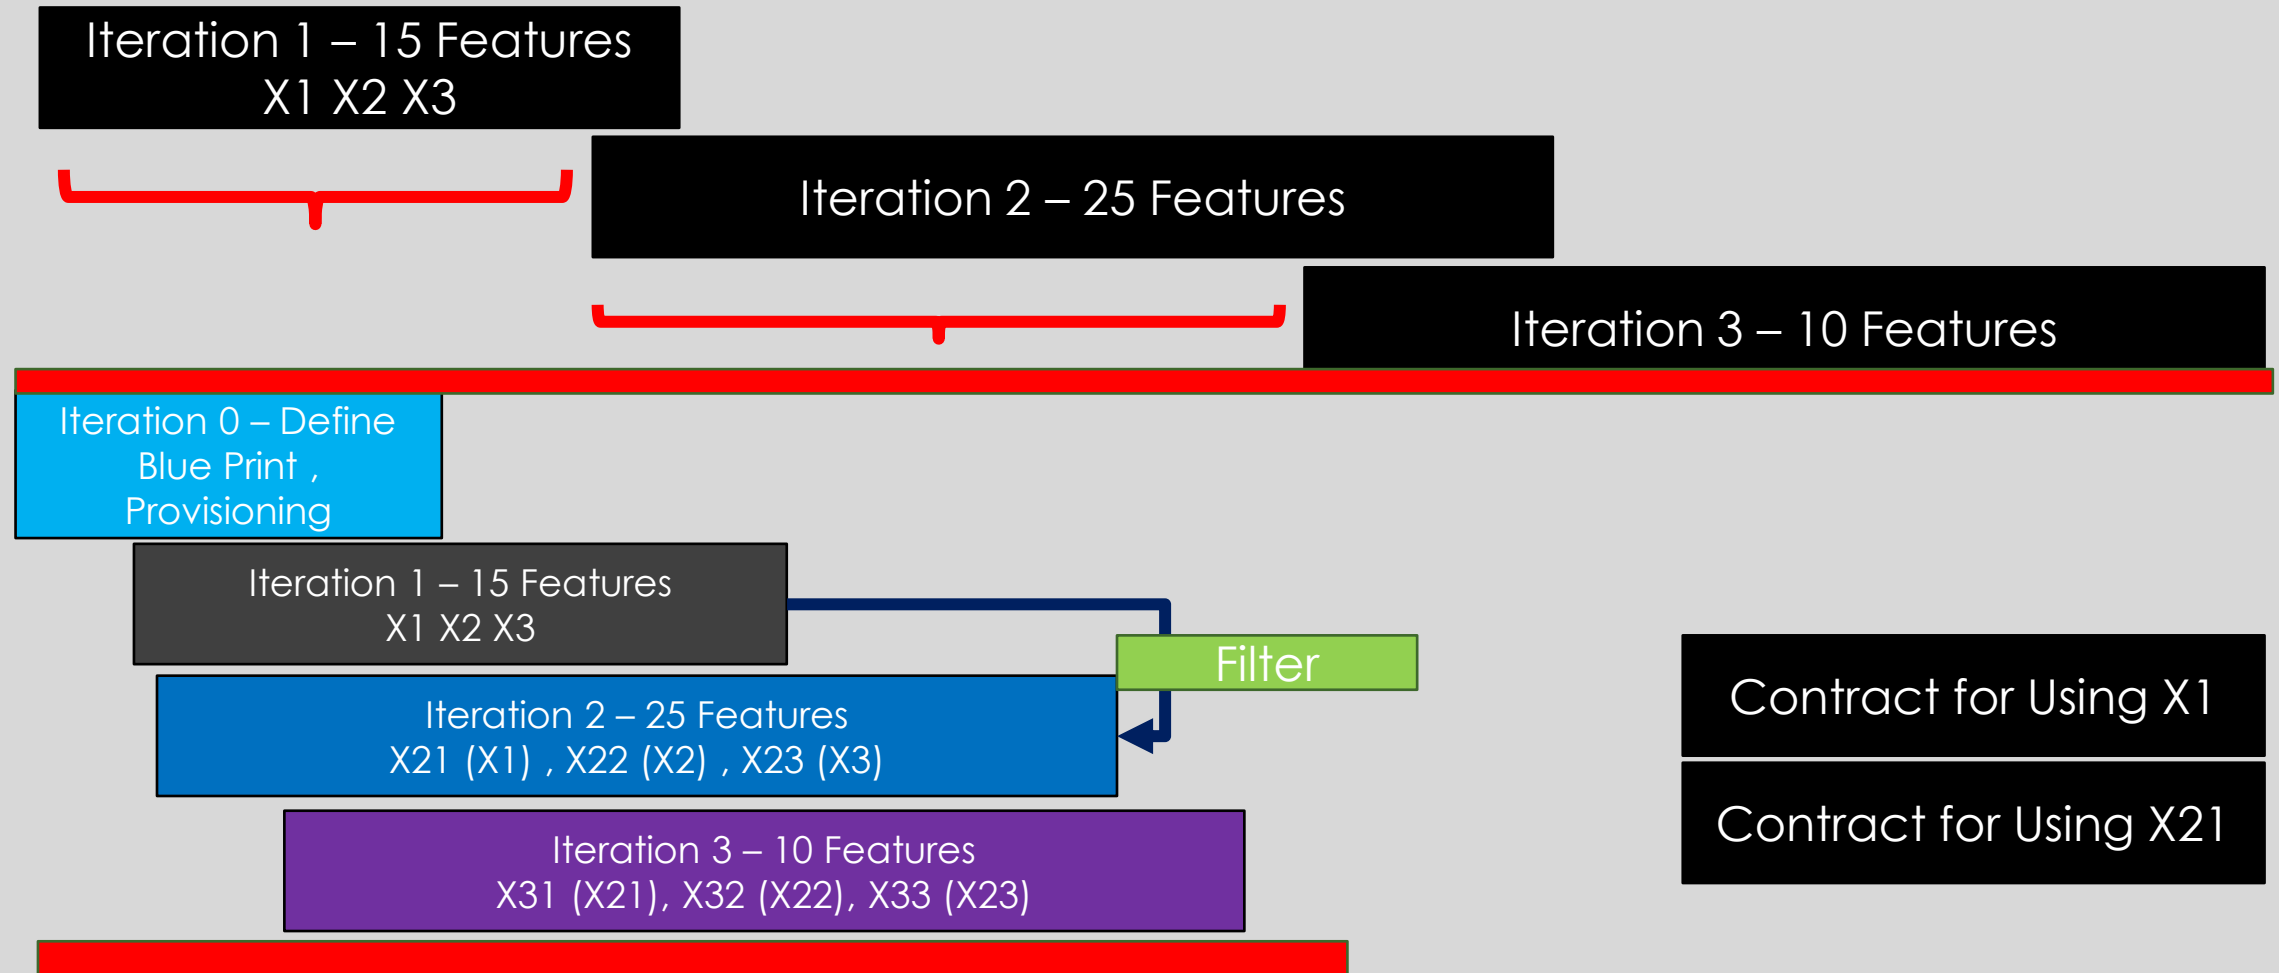 Iteration 1 – 15 Features
X1 X2 X3
Iteration 2 – 25 Features
Iteration 3 – 10 Features
Iteration 0 – Define
Blue Print ,
Provisioning
Iteration 1 – 15 Features
X1 X2 X3
Filter
Iteration 2 – 25 Features
X21 (X1) , X22 (X2) , X23 (X3)
Iteration 3 – 10 Features
X31 (X21), X32 (X22), X33 (X23)
Contract for Using X1
Contract for Using X21